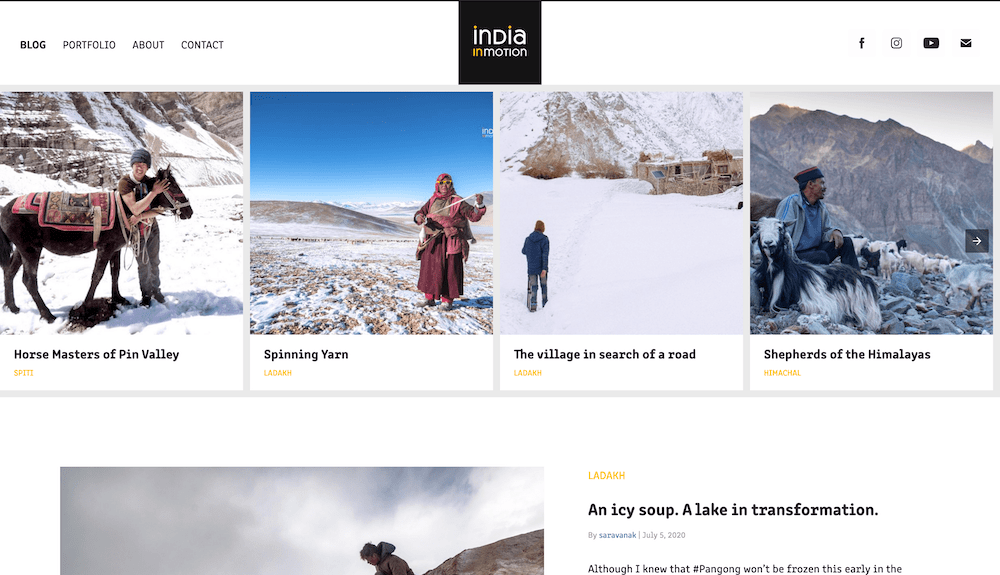 BLOG PORTFOLIO ABOUT CONTACT
india
inmotion
Horse Masters of Pin Valley
SPITI
Spinning Yarn
LADAKH
The village in search of a road
LADAKH
Shepherds of the Himalayas
HIMACHAL
LADAKH
An icy soup. A lake in transformation.
By saravanak | July 5, 2020
Although I knew that #Pangong won't be frozen this early in the